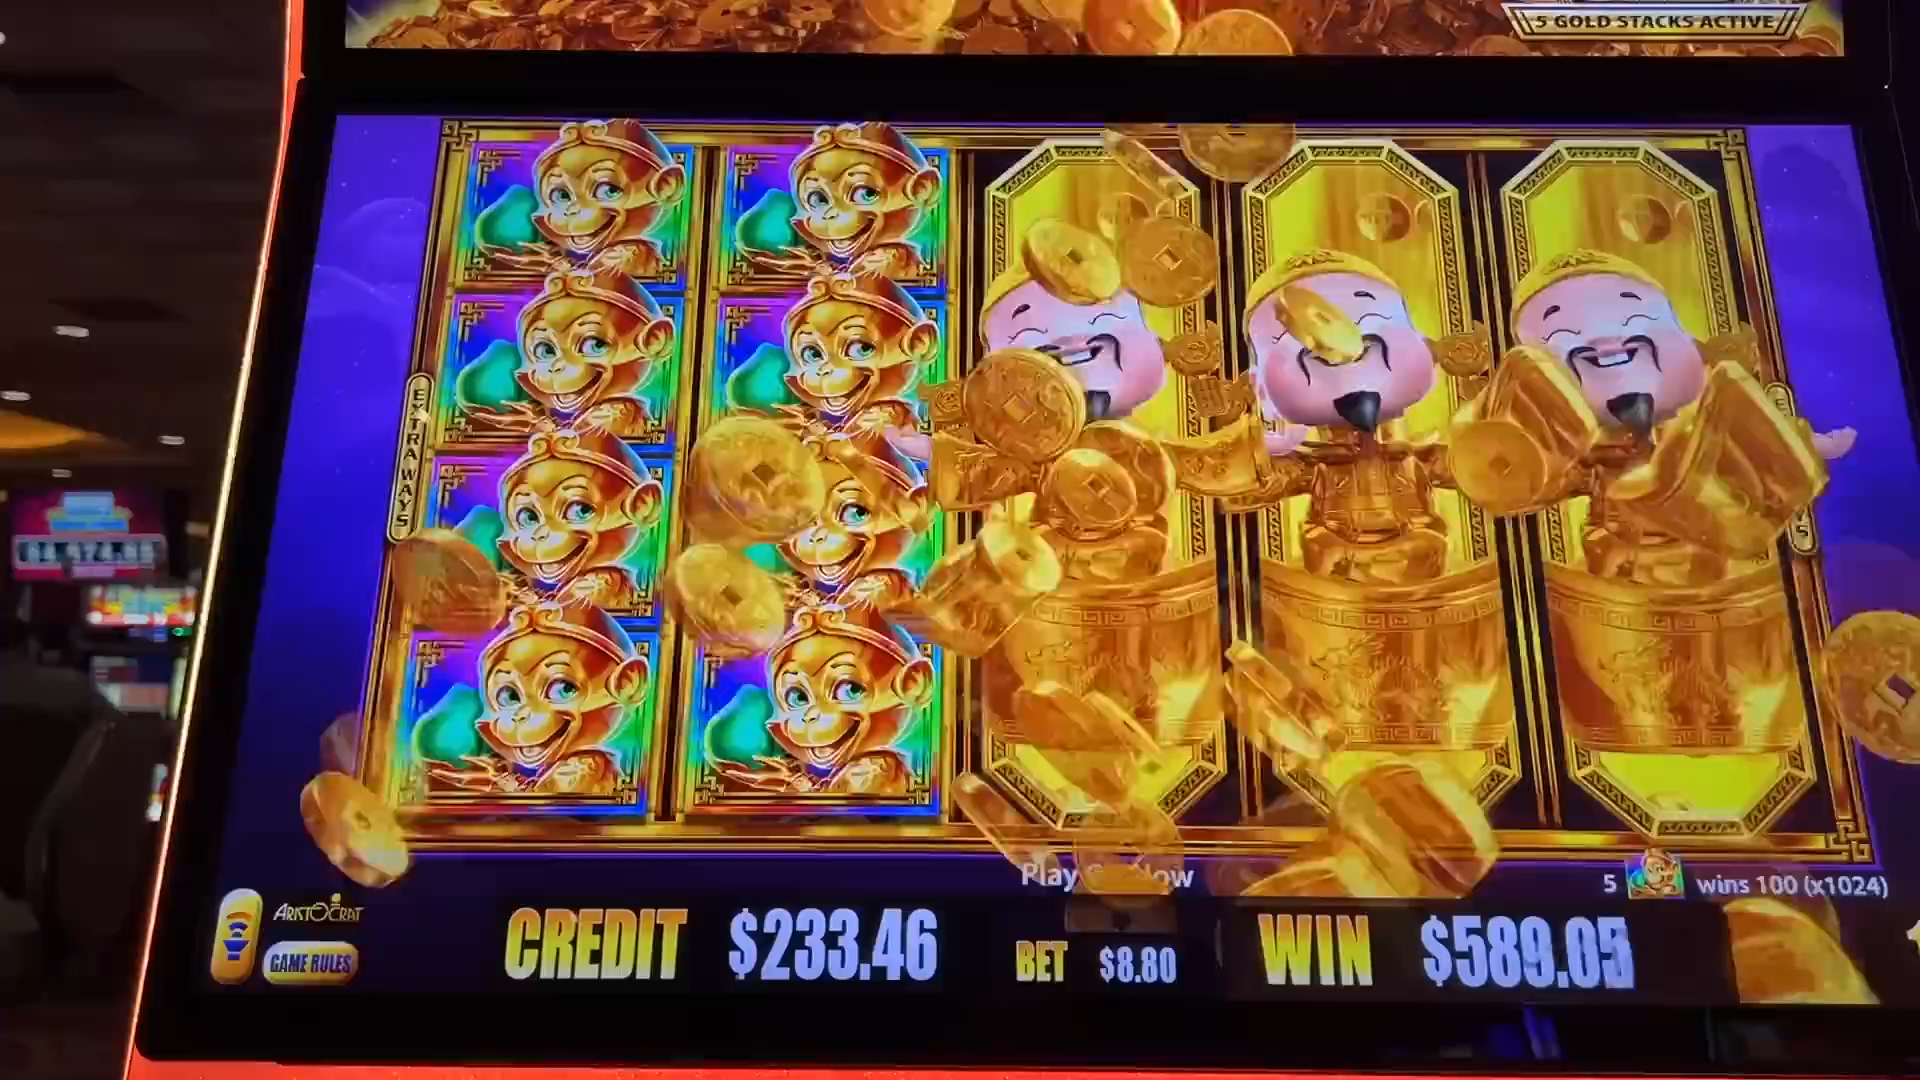 5 GOLD STACKS ACTIVE
EXTRA WAYS
Play
5 wins 100 (x1024)
ARISTOCRAT
GAME RULES
CREDIT $233.46
BET $8.80
WIN $589.05